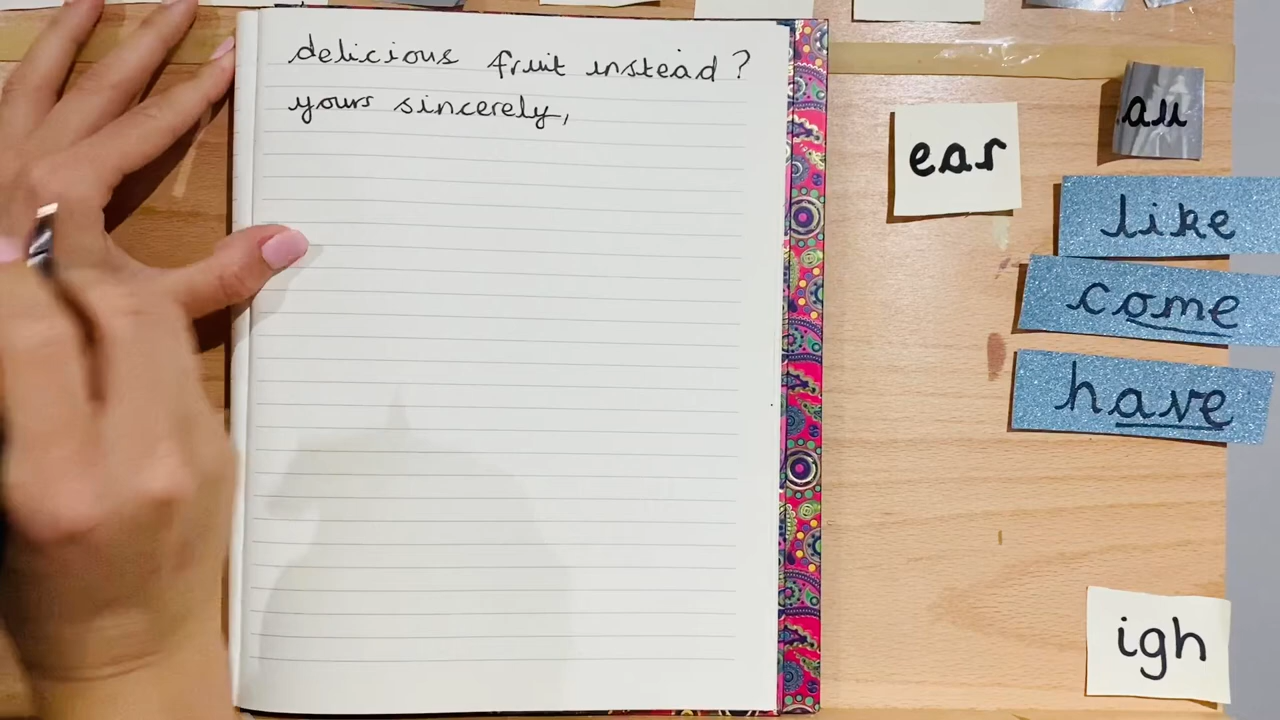 delicious fruit instead?
yours sincerely,
ear
au
like
come
have
igh